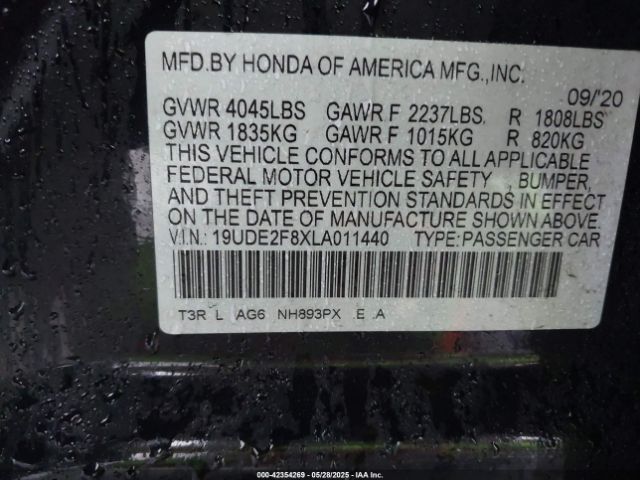 MFD.BY HONDA OF AMERICA MFG.,INC.
09/'20
GVWR 4045LBS GAWR F 2237LBS. R 1808LBS
GVWR 1835KG GAWR F 1015KG R 820KG
THIS VEHICLE CONFORMS TO ALL APPLICABLE
FEDERAL MOTOR VEHICLE SAFETY , BUMPER,
AND THEFT PREVENTION STANDARDS IN EFFECT
ON THE DATE OF MANUFACTURE SHOWN ABOVE.
V.I.N.: 19UDE2F8XLA011440 TYPE:PASSENGER CAR
T3R L AG6 NH893PX .E .A
000-42354269 05/28/2025 IAAI, Inc.